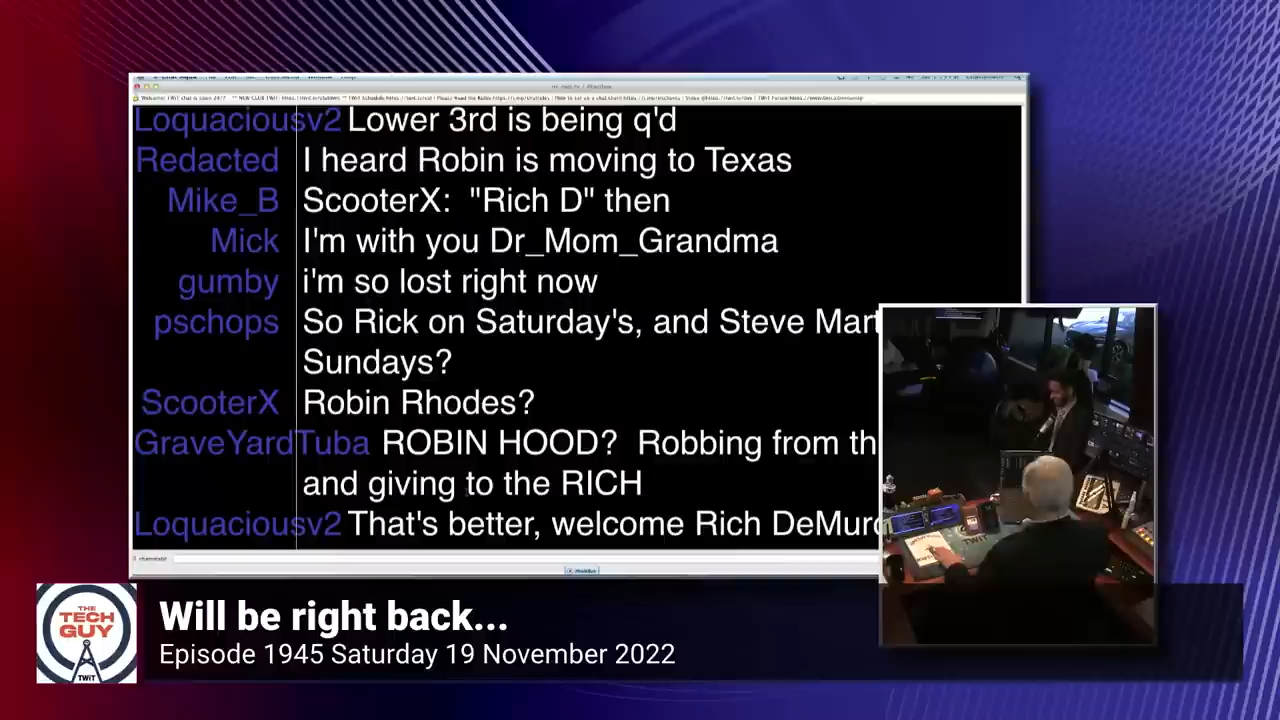 Loquaciousv2 Lower 3rd is being q'd
Redacted I heard Robin is moving to Texas
Mike_B ScooterX: "Rich D" then
Mick I'm with you Dr_Mom_Grandma
gumby i'm so lost right now
pschops So Rick on Saturday's, and Steve Mart
Sundays?
ScooterX Robin Rhodes?
GraveYardTuba ROBIN HOOD? Robbing from th
and giving to the RICH
Loquaciousv2 That's better, welcome Rich DeMuro
THE
TECH
GUY
TWiT
Will be right back...
Episode 1945 Saturday 19 November 2022
TWiT